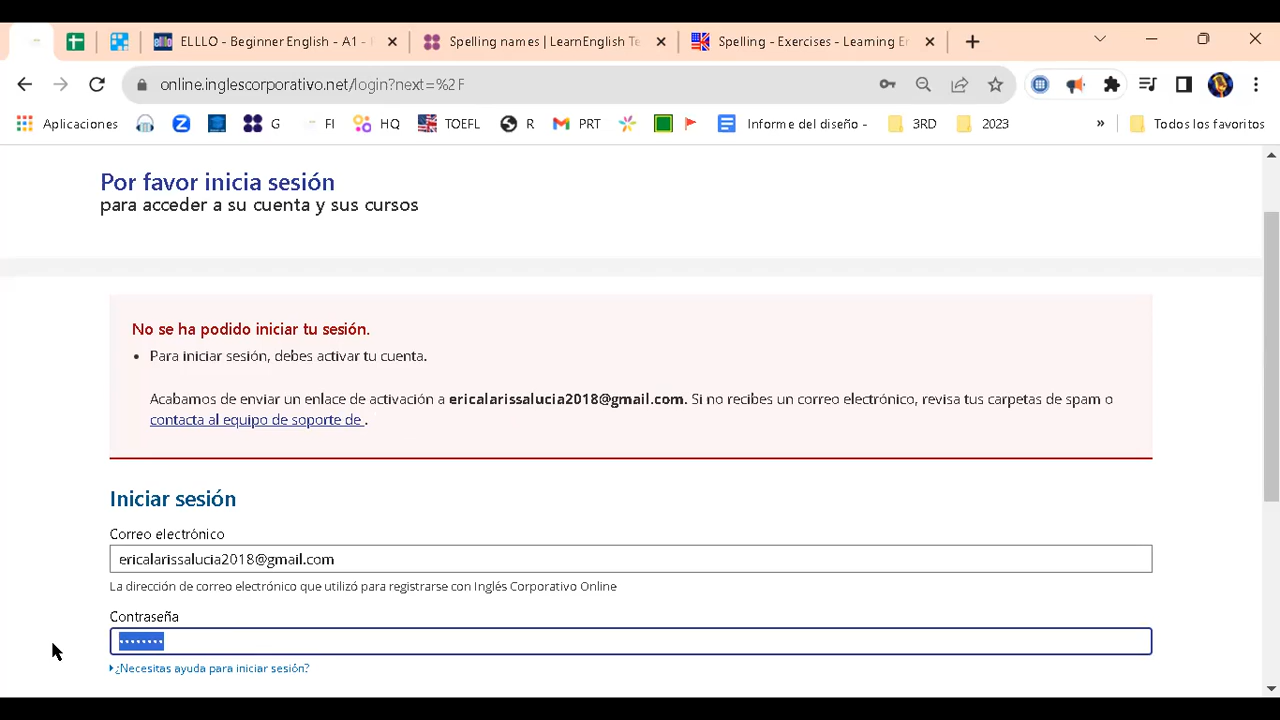 ELLLO - Beginner English - A1 -
Spelling names | LearnEnglish Te
Spelling - Exercises - Learning En
online.inglescorporativo.net/login?next=%2F
Aplicaciones
G
FI
HQ
TOEFL
R
PRT
Informe del diseño -
3RD
2023
»
Todos los favoritos
Por favor inicia sesión
para acceder a su cuenta y sus cursos
No se ha podido iniciar tu sesión.
• Para iniciar sesión, debes activar tu cuenta.
Acabamos de enviar un enlace de activación a ericalarissalucia2018@gmail.com. Si no recibes un correo electrónico, revisa tus carpetas de spam o
contacta al equipo de soporte de .
Iniciar sesión
Correo electrónico
ericalarissalucia2018@gmail.com
La dirección de correo electrónico que utilizó para registrarse con Inglés Corporativo Online
Contraseña
••••••••
¿Necesitas ayuda para iniciar sesión?